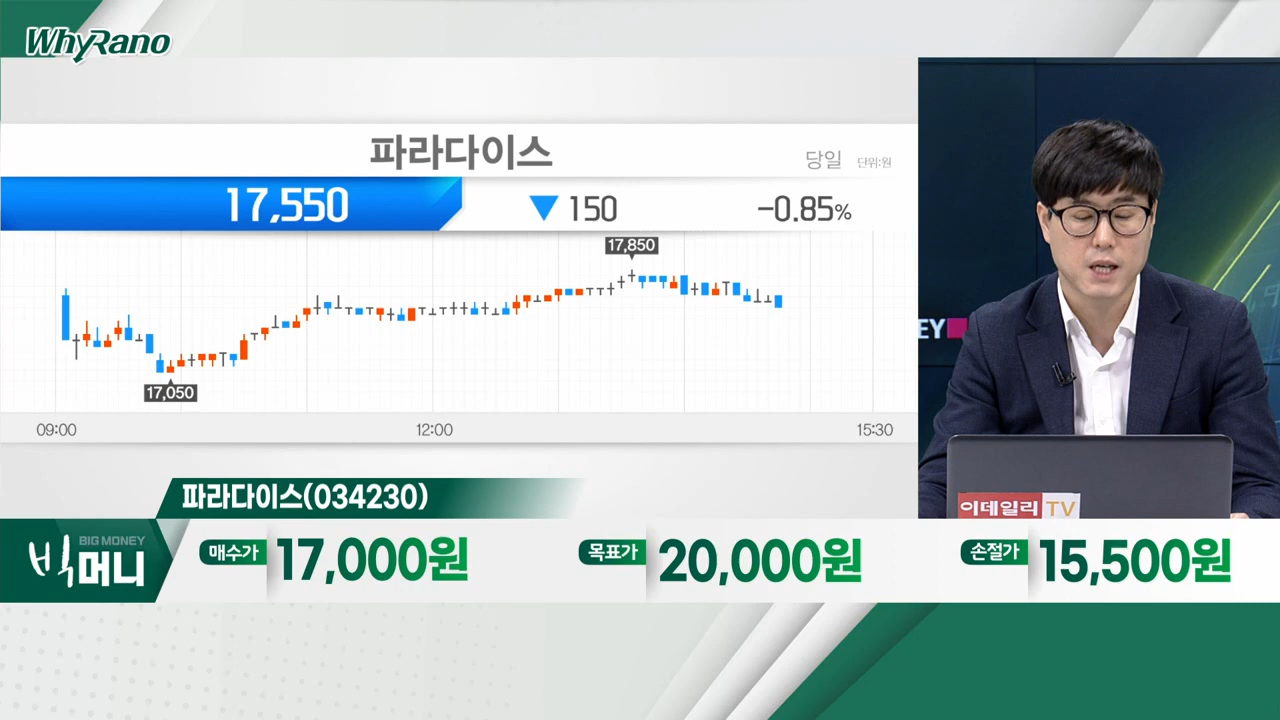 WhyRano
파라다이스
당일 단위:원
17,550 ▼150 -0.85%
17,850
17,050
09:00 12:00 15:30
EY
이데일리 TV
파라다이스(034230)
BIG MONEY
빅머니
매수가 17,000원 목표가 20,000원 손절가 15,500원